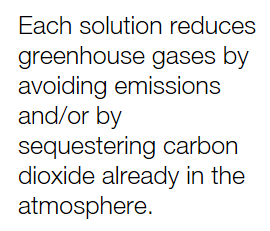 Each solution reduces
greenhouse gases by
avoiding emissions
and/or by
sequestering carbon
dioxide already in the
atmosphere.